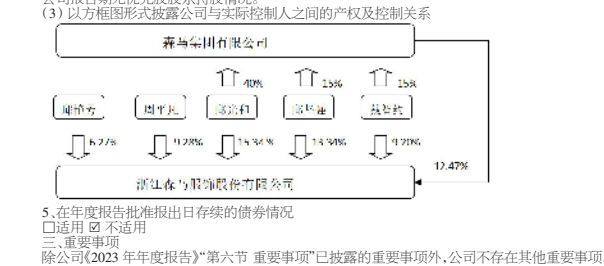 (3)以方框图形式披露公司与实际控制人之间的产权及控制关系
森马集团有限公司
40% 15% 15%
周平凡 邱光和
6.27% 9.28% 15.34% 13.34% 9.20%
12.47%
浙江森马服饰股份有限公司
5、在年度报告批准报出日存续的债券情况
□适用 ☑ 不适用
三、重要事项
除公司《2023 年年度报告》“第六节 重要事项”已披露的重要事项外,公司不存在其他重要事项